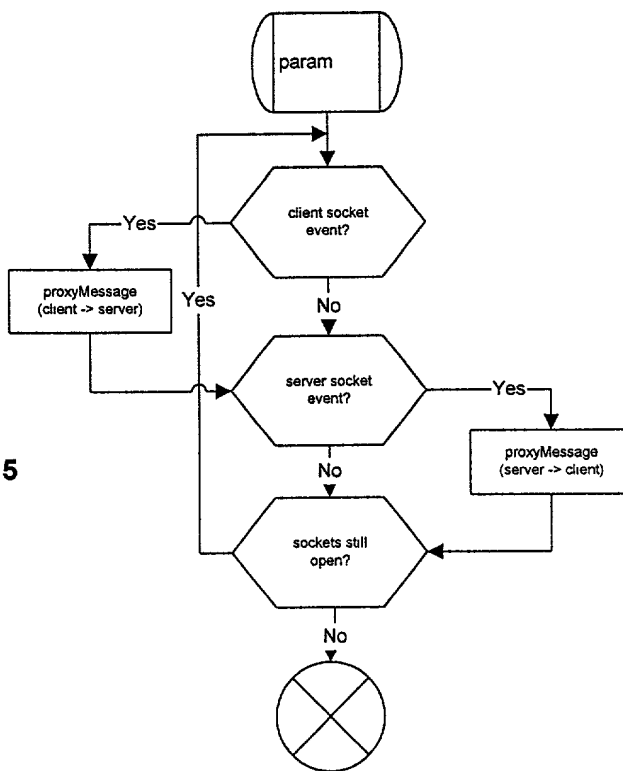 param
client socket
event?
Yes
proxyMessage
(client -> server)
Yes
No
server socket
event?
Yes
proxyMessage
(server -> client)
No
5
sockets still
open?
No